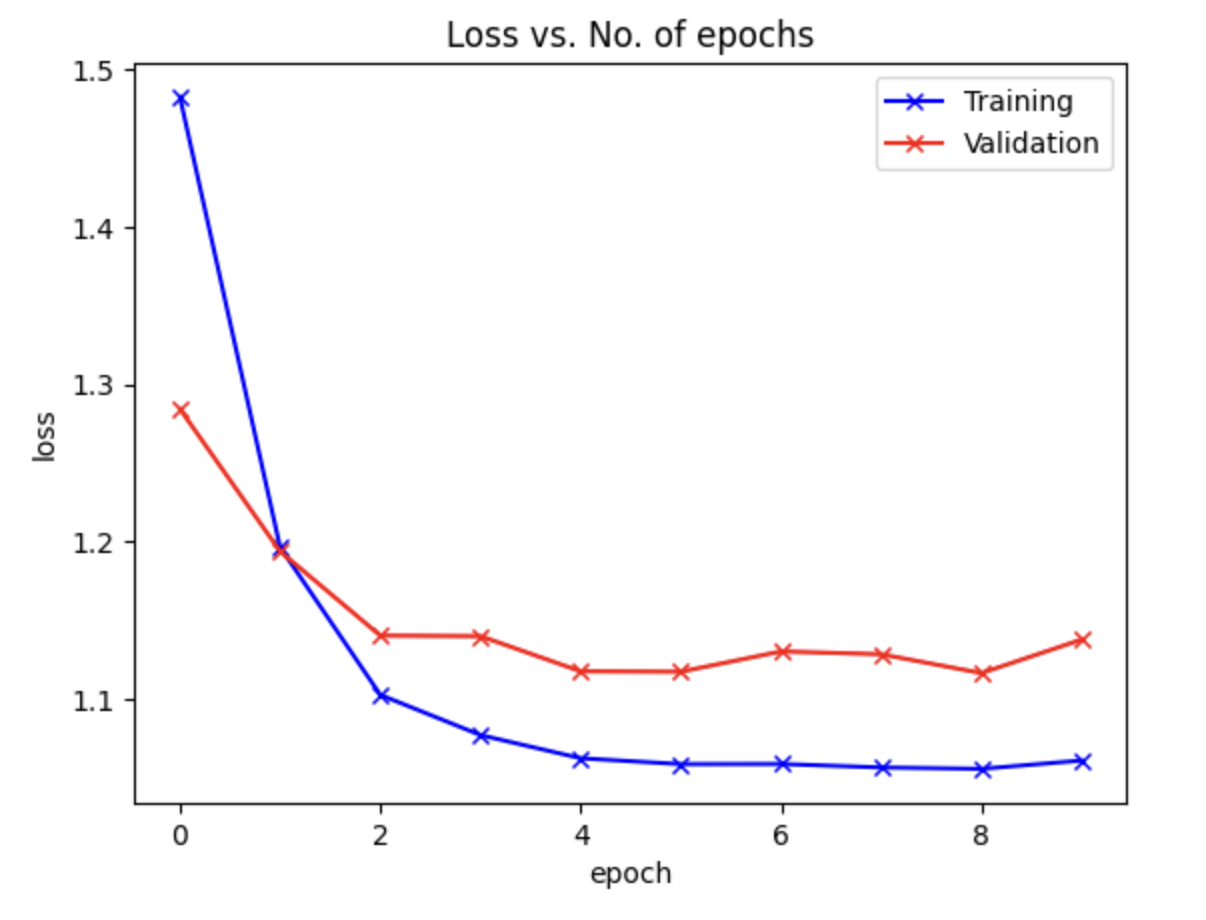 Loss vs. No. of epochs
1.5
Training
Validation
1.4
1.3
loss
1.2
1.1
0 2 4 6 8
epoch